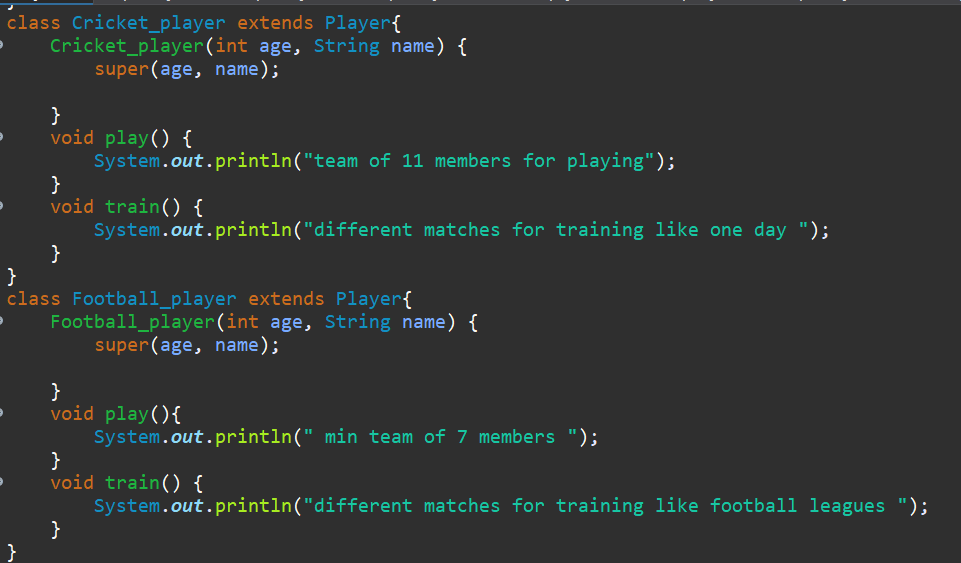 class Cricket_player extends Player{
    Cricket_player(int age, String name) {
        super(age, name);

    }
    void play() {
        System.out.println("team of 11 members for playing");
    }
    void train() {
        System.out.println("different matches for training like one day ");
    }
}
class Football_player extends Player{
    Football_player(int age, String name) {
        super(age, name);

    }
    void play(){
        System.out.println(" min team of 7 members ");
    }
    void train() {
        System.out.println("different matches for training like football leagues ");
    }
}